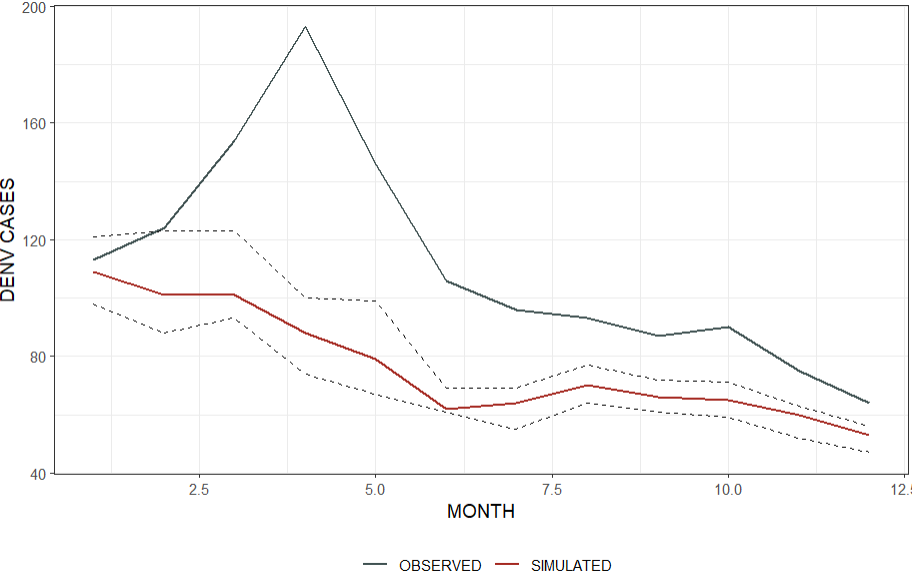 200
160
120
80
40
DENV CASES
2.5
5.0
7.5
10.0
12.5
MONTH
OBSERVED
SIMULATED